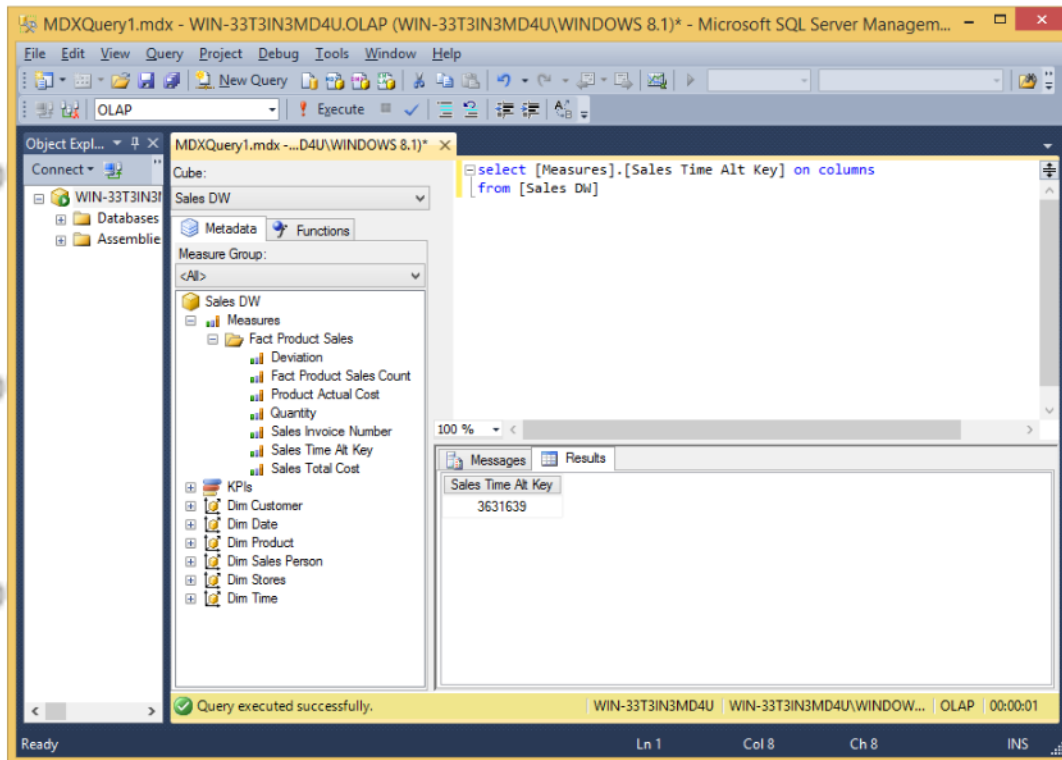 MDXQuery1.mdx - WIN-33T3IN3MD4U.OLAP (WIN-33T3IN3MD4U\WINDOWS 8.1)* - Microsoft SQL Server Managem...
File Edit View Query Project Debug Tools Window Help
New Query
OLAP Execute
Object Expl...
Connect
WIN-33T3IN3
Databases
Assemblie
MDXQuery1.mdx -...D4U\WINDOWS 8.1)*
Cube:
Sales DW
Metadata Functions
Measure Group:
<All>
Sales DW
Measures
Fact Product Sales
Deviation
Fact Product Sales Count
Product Actual Cost
Quantity
Sales Invoice Number
Sales Time Alt Key
Sales Total Cost
KPIs
Dim Customer
Dim Date
Dim Product
Dim Sales Person
Dim Stores
Dim Time
select [Measures].[Sales Time Alt Key] on columns
from [Sales DW]
100 %
Messages Results
Sales Time Alt Key
3631639
Query executed successfully. WIN-33T3IN3MD4U WIN-33T3IN3MD4U\WINDOW... OLAP 00:00:01
Ready Ln 1 Col 8 Ch 8 INS